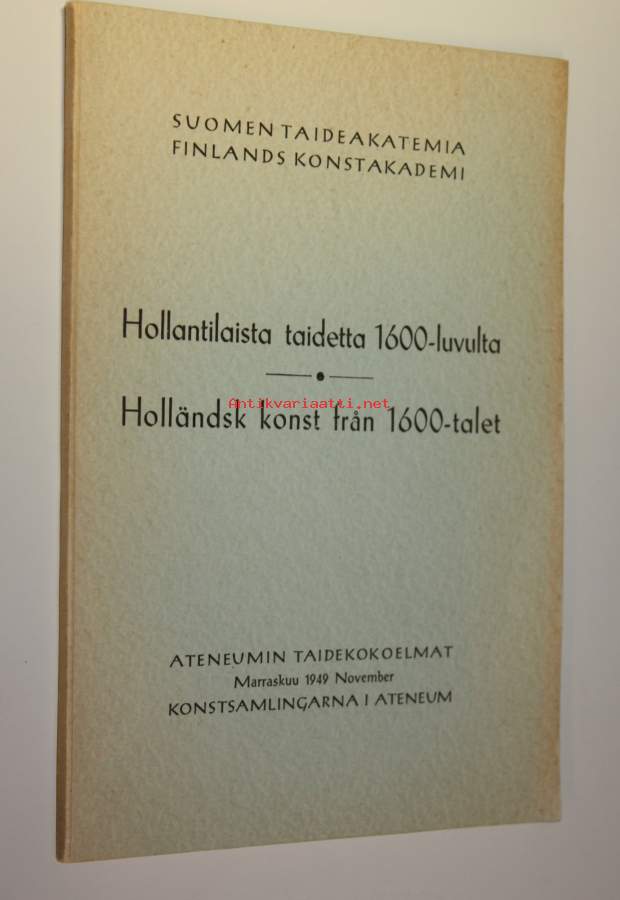 SUOMEN TAIDEAKATEMIA
FINLANDS KONSTAKADEMI
Hollantilaista taidetta 1600-luvulta
Antikvariaatti.net
Holländsk konst från 1600-talet
ATENEUMIN TAIDEKOKOELMAT
Marraskuu 1949 November
KONSTSAMLINGARNA I ATENEUM